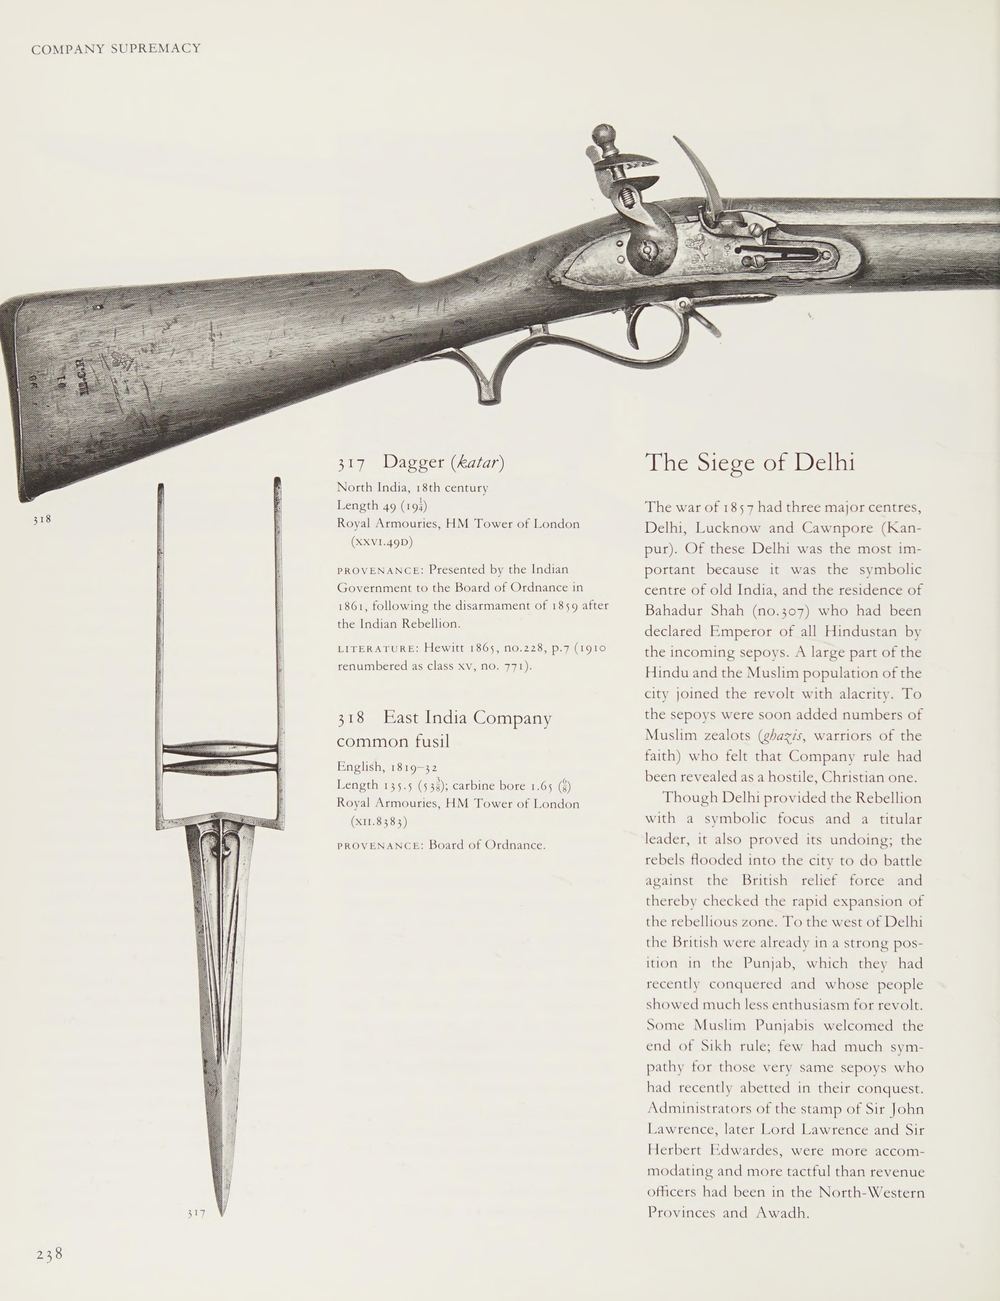 COMPANY SUPREMACY
318
317 Dagger (katar)
North India, 18th century
Length 49 (19¼)
Royal Armouries, HM Tower of London
(XXVI.49D)
PROVENANCE: Presented by the Indian
Government to the Board of Ordnance in
1861, following the disarmament of 1859 after
the Indian Rebellion.
LITERATURE: Hewitt 1865, no.228, p.7 (1910
renumbered as class XV, no. 771).
318 East India Company
common fusil
English, 1819–32
Length 135.5 (53⅜); carbine bore 1.65
Royal Armouries, HM Tower of London
(XII.8383)
PROVENANCE: Board of Ordnance.
317
238
The Siege of Delhi
The war of 1857 had three major centres,
Delhi, Lucknow and Cawnpore (Kan-
pur). Of these Delhi was the most im-
portant because it was the symbolic
centre of old India, and the residence of
Bahadur Shah (no.307) who had been
declared Emperor of all Hindustan by
the incoming sepoys. A large part of the
Hindu and the Muslim population of the
city joined the revolt with alacrity. To
the sepoys were soon added numbers of
Muslim zealots (ghazis, warriors of the
faith) who felt that Company rule had
been revealed as a hostile, Christian one.
Though Delhi provided the Rebellion
with a symbolic focus and a titular
leader, it also proved its undoing; the
rebels flooded into the city to do battle
against the British relief force and
thereby checked the rapid expansion of
the rebellious zone. To the west of Delhi
the British were already in a strong pos-
ition in the Punjab, which they had
recently conquered and whose people
showed much less enthusiasm for revolt.
Some Muslim Punjabis welcomed the
end of Sikh rule; few had much sym-
pathy for those very same sepoys who
had recently abetted in their conquest.
Administrators of the stamp of Sir John
Lawrence, later Lord Lawrence and Sir
Herbert Edwardes, were more accom-
modating and more tactful than revenue
officers had been in the North-Western
Provinces and Awadh.